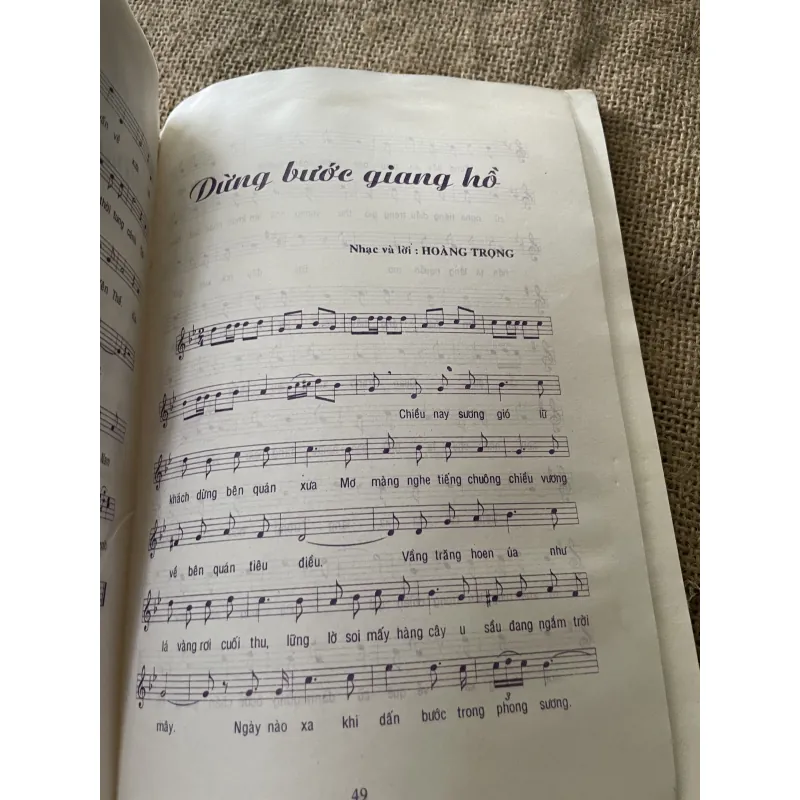 Dừng bước giang hồ
Nhạc và lời : HOÀNG TRỌNG
Chiều nay sương gió lữ
khách dừng bên quán xưa Mơ màng nghe tiếng chuông chiều vương
về bên quán tiêu điều. Vầng trăng hoen úa như
lá vàng rơi cuối thu, lững lờ soi mấy hàng cây u sầu đang ngắm trời
mây. Ngày nào xa khi dấn bước trong phong sương.
3
49